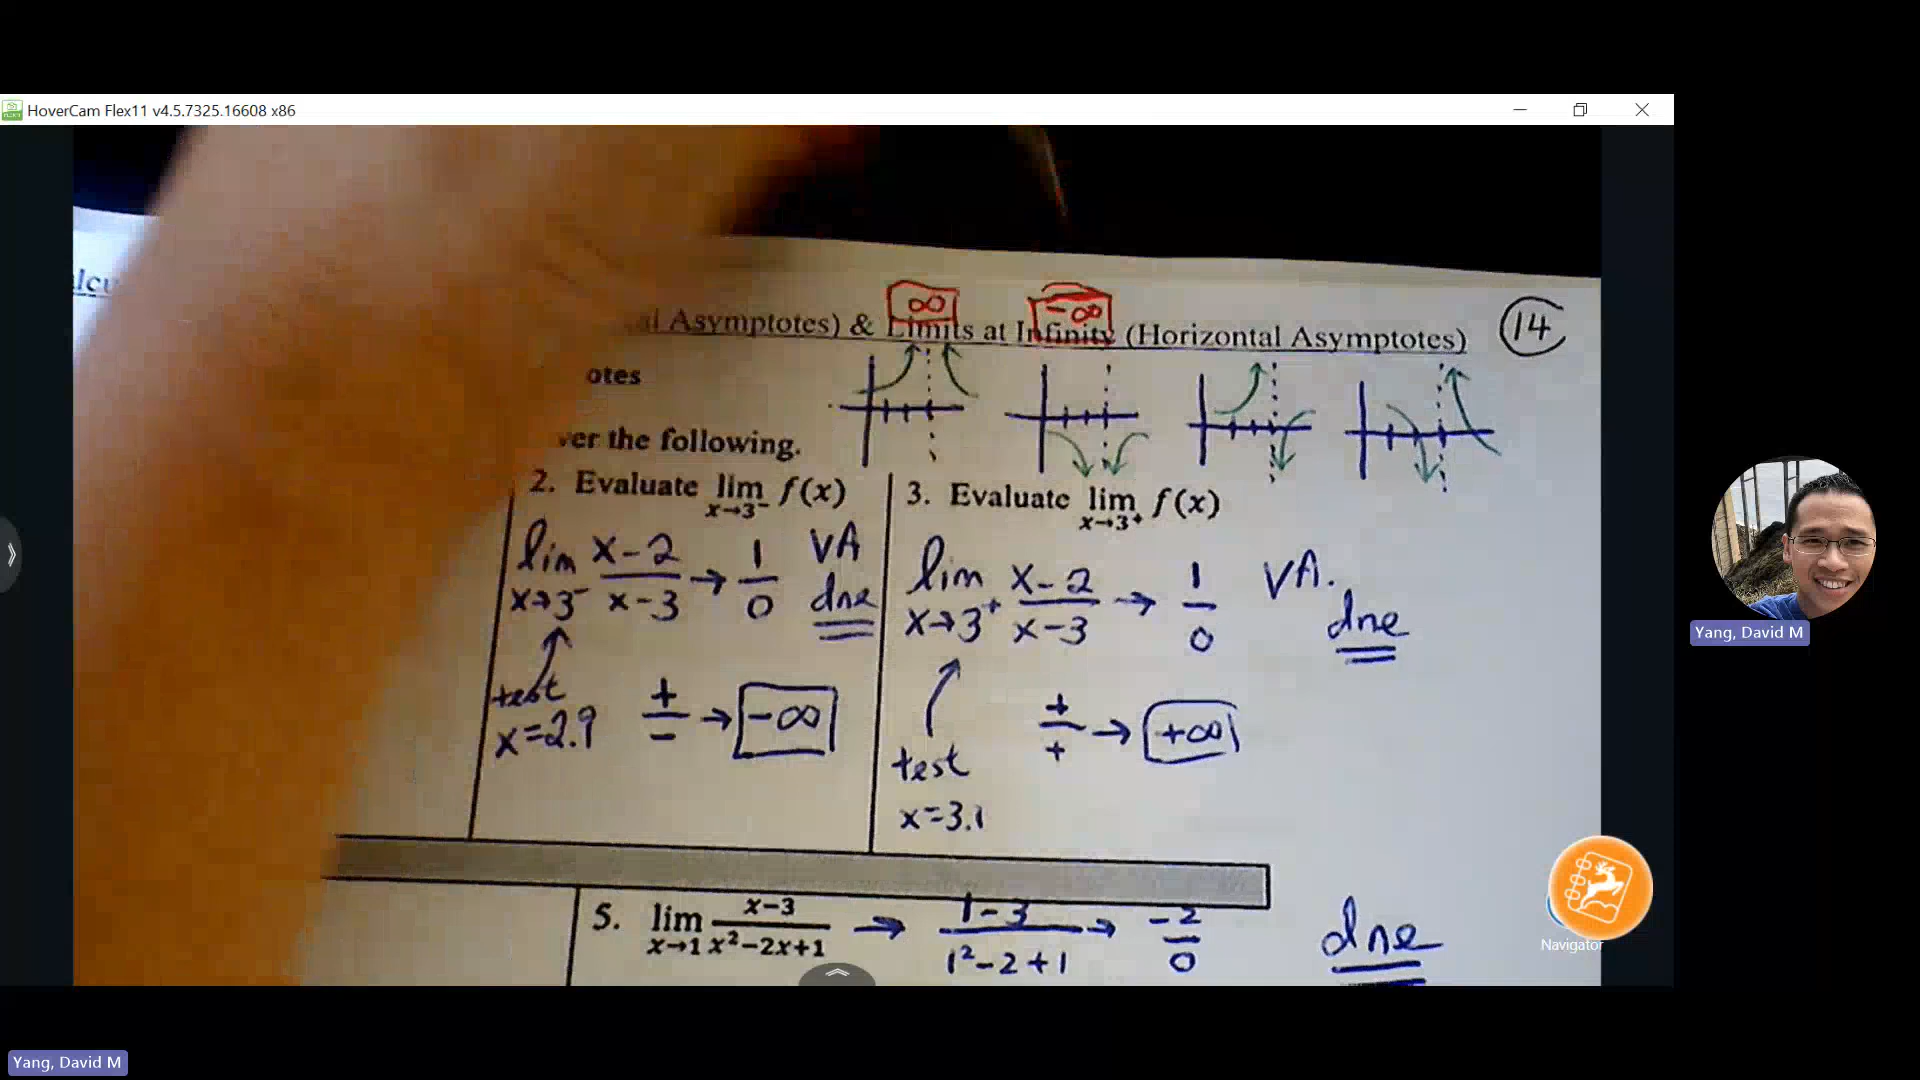 HoverCam Flex11 v4.5.7325.16608 x86
al Asymptotes) & Limits at Infinity (Horizontal Asymptotes)
∞
-∞
14
otes
ver the following.
2. Evaluate lim x→3⁻ f(x)
lim x→3⁻ x-2/x-3 → 1/0 VA
dne
test
x=2.9
+/- → -∞
3. Evaluate lim x→3⁺ f(x)
lim x→3⁺ x-2/x-3 → 1/0 VA.
dne
test
x=3.1
+/+ → +∞
5. lim x→1 x-3/x²-2x+1 → 1-3/1²-2+1 → -2/0 dne
Navigator
Yang, David M
Yang, David M